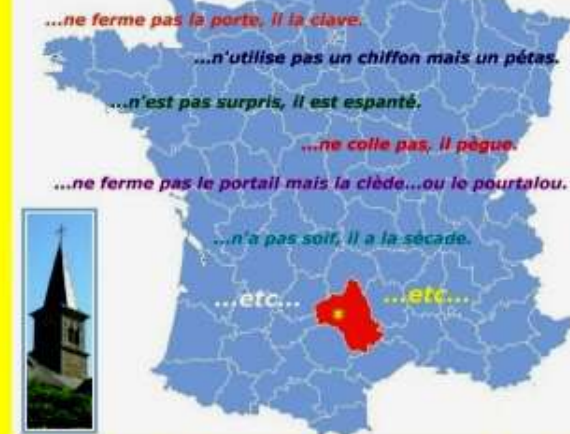 ...ne ferme pas la porte, il la clave.
...n'utilise pas un chiffon mais un pétas.
...n'est pas surpris, il est espanté.
...ne colle pas, il pègue.
...ne ferme pas le portail mais la clède...ou le pourtalou.
...n'a pas soif, il a la sécade.
...etc... ...etc...